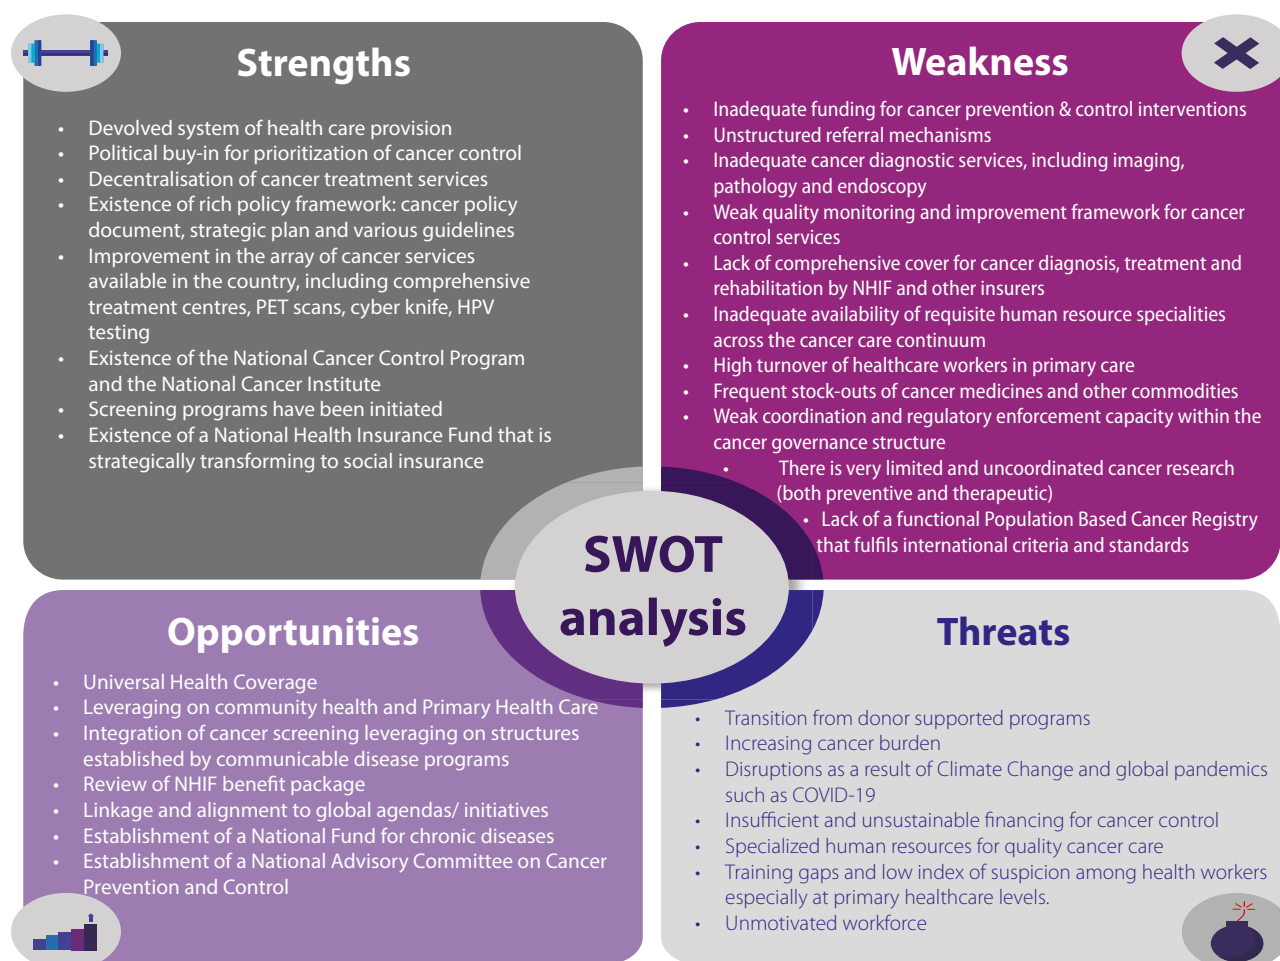 Strengths
• Devolved system of health care provision
• Political buy-in for prioritization of cancer control
• Decentralisation of cancer treatment services
• Existence of rich policy framework: cancer policy
document, strategic plan and various guidelines
• Improvement in the array of cancer services
available in the country, including comprehensive
treatment centres, PET scans, cyber knife, HPV
testing
• Existence of the National Cancer Control Program
and the National Cancer Institute
• Screening programs have been initiated
• Existence of a National Health Insurance Fund that is
strategically transforming to social insurance
Weakness
• Inadequate funding for cancer prevention & control interventions
• Unstructured referral mechanisms
• Inadequate cancer diagnostic services, including imaging,
pathology and endoscopy
• Weak quality monitoring and improvement framework for cancer
control services
• Lack of comprehensive cover for cancer diagnosis, treatment and
rehabilitation by NHIF and other insurers
• Inadequate availability of requisite human resource specialities
across the cancer care continuum
• High turnover of healthcare workers in primary care
• Frequent stock-outs of cancer medicines and other commodities
• Weak coordination and regulatory enforcement capacity within the
cancer governance structure
• There is very limited and uncoordinated cancer research
(both preventive and therapeutic)
• Lack of a functional Population Based Cancer Registry
that fulfils international criteria and standards
SWOT
analysis
Opportunities
• Universal Health Coverage
• Leveraging on community health and Primary Health Care
• Integration of cancer screening leveraging on structures
established by communicable disease programs
• Review of NHIF benefit package
• Linkage and alignment to global agendas/ initiatives
• Establishment of a National Fund for chronic diseases
• Establishment of a National Advisory Committee on Cancer
Prevention and Control
Threats
• Transition from donor supported programs
• Increasing cancer burden
• Disruptions as a result of Climate Change and global pandemics
such as COVID-19
• Insufficient and unsustainable financing for cancer control
• Specialized human resources for quality cancer care
• Training gaps and low index of suspicion among health workers
especially at primary healthcare levels.
• Unmotivated workforce